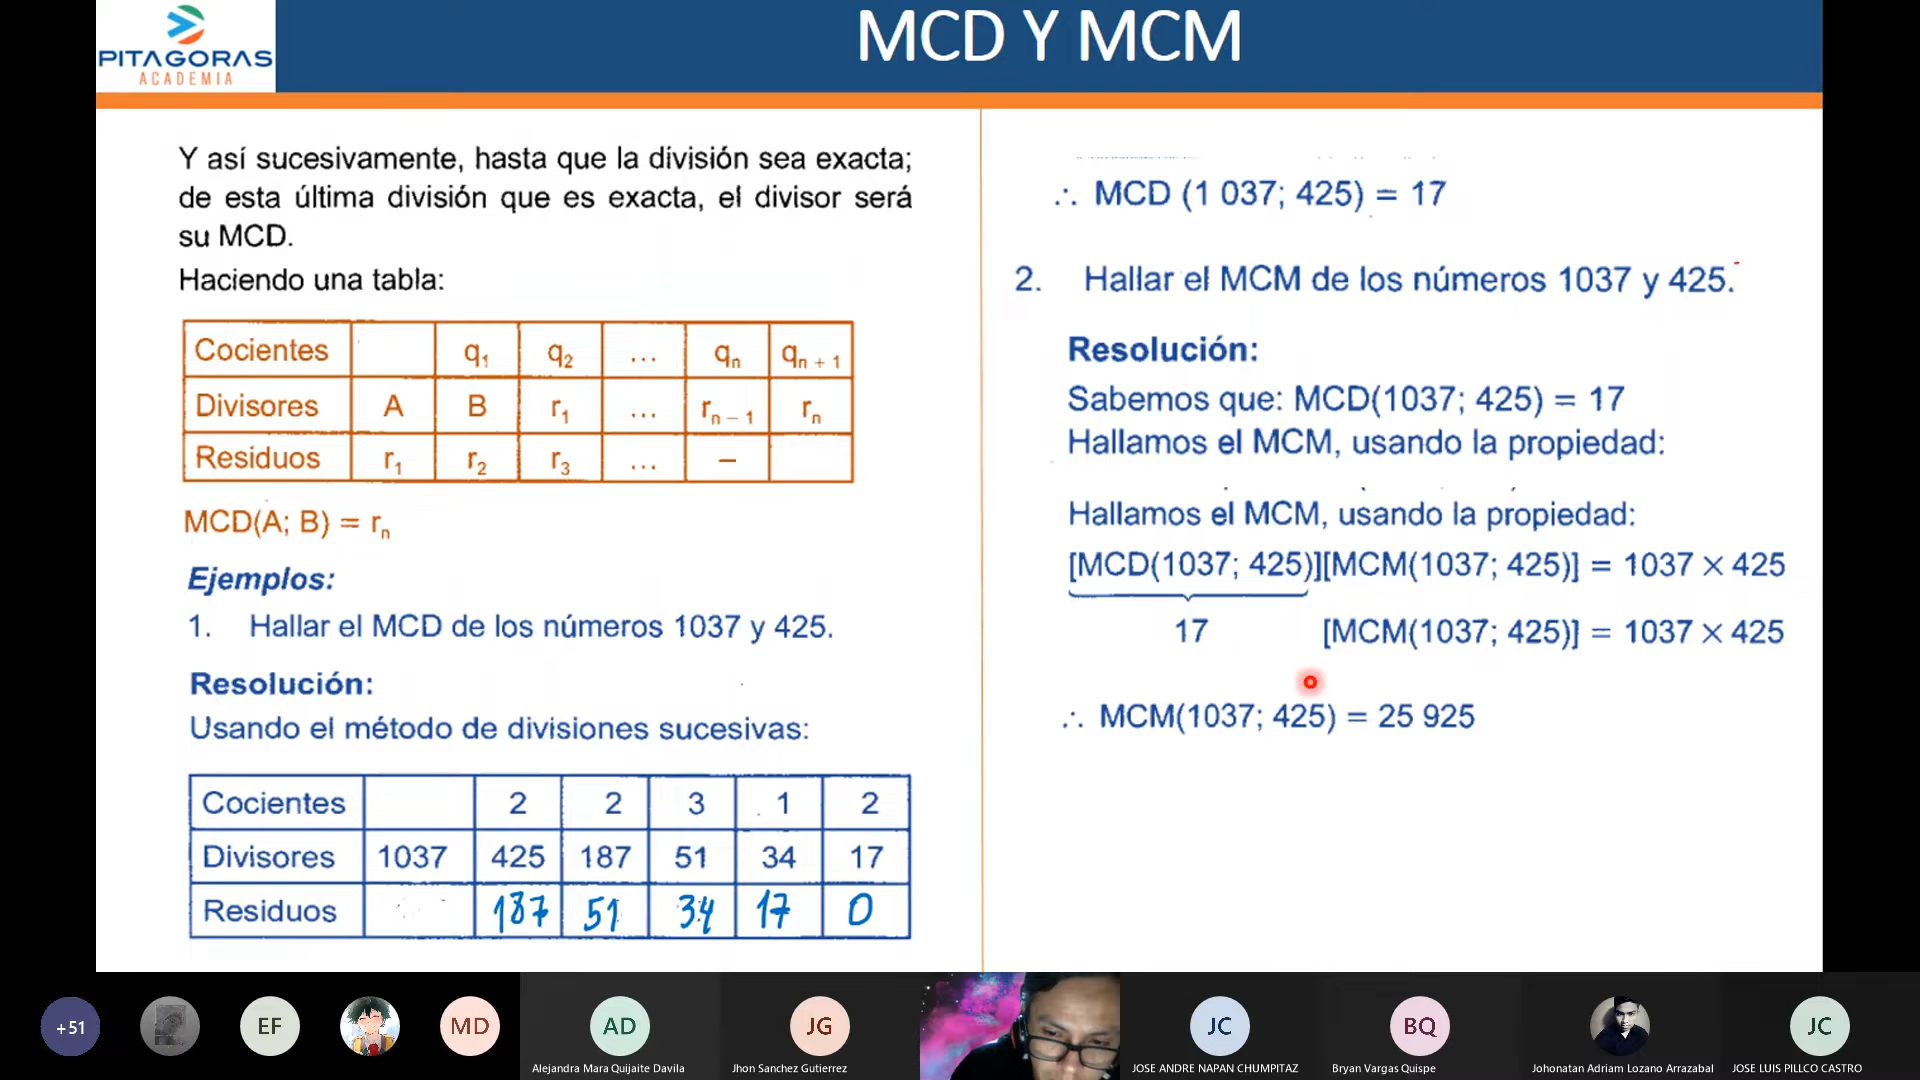 PITAGORAS
ACADEMIA
MCD Y MCM
Y así sucesivamente, hasta que la división sea exacta;
de esta última división que es exacta, el divisor será
su MCD.
Haciendo una tabla:
Cocientes q1 q2 ... qn qn + 1
Divisores A B r1 ... rn – 1 rn
Residuos r1 r2 r3 ... –
MCD(A; B) = rn
Ejemplos:
1. Hallar el MCD de los números 1037 y 425.
Resolución:
Usando el método de divisiones sucesivas:
Cocientes 2 2 3 1 2
Divisores 1037 425 187 51 34 17
Residuos 187 51 34 17 0
∴ MCD (1 037; 425) = 17
2. Hallar el MCM de los números 1037 y 425.
Resolución:
Sabemos que: MCD(1037; 425) = 17
Hallamos el MCM, usando la propiedad:
Hallamos el MCM, usando la propiedad:
[MCD(1037; 425)][MCM(1037; 425)] = 1037 × 425
17 [MCM(1037; 425)] = 1037 × 425
∴ MCM(1037; 425) = 25 925
+51
EF
MD
AD
JG
JC
BQ
JC
Alejandra Mara Quijaite Davila
Jhon Sanchez Gutierrez
JOSE ANDRE NAPAN CHUMPITAZ
Bryan Vargas Quispe
Johonatan Adriam Lozano Arrazabal
JOSE LUIS PILLCO CASTRO